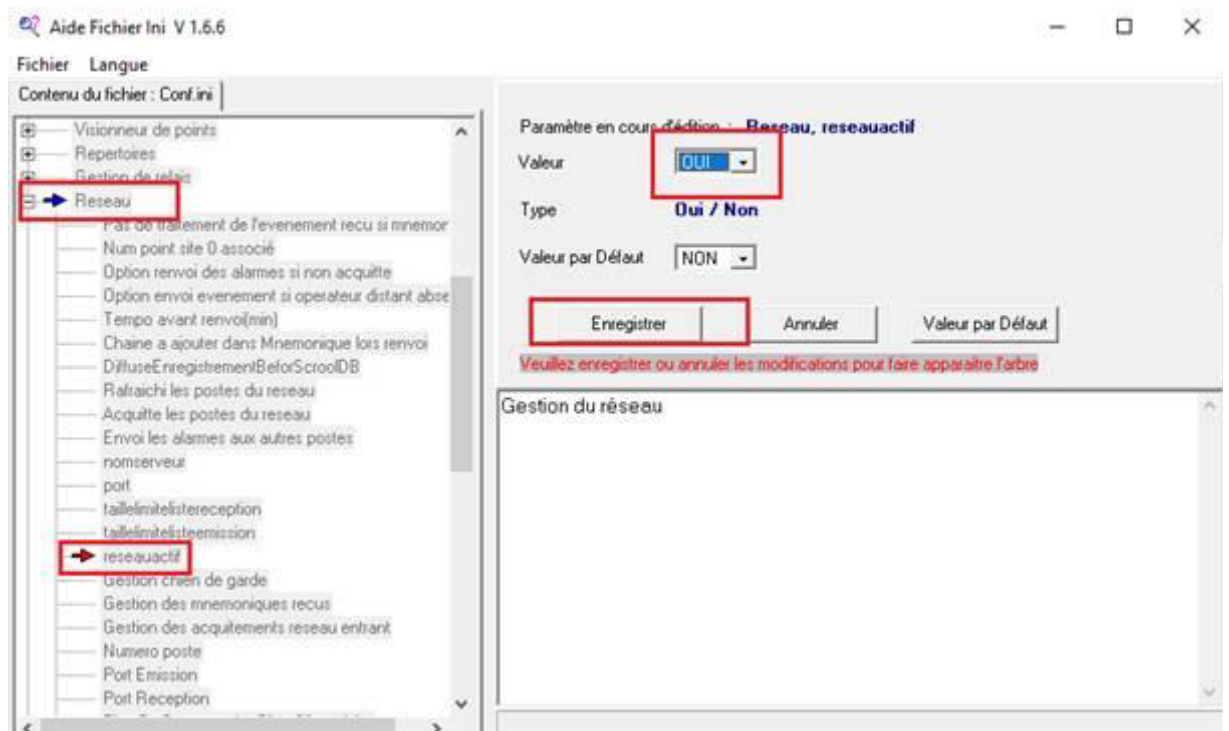 Aide Fichier Ini V 1.6.6
Fichier Langue
Contenu du fichier : Conf.ini
Visionneur de points
Repertoires
Gestion de relais
Reseau
Pas de traitement de l'evenement recu si mnemor
Num point site 0 associé
Option renvoi des alarmes si non acquitte
Option envoi evenement si operateur distant abse
Tempo avant renvoi(min)
Chaine a ajouter dans Mnemonique lors renvoi
DiffuseEnregistrementBeforScroolDB
Rafraichi les postes du reseau
Acquitte les postes du reseau
Envoi les alarmes aux autres postes
nomserveur
port
taillelimitelistereception
taillelimitelisteemission
reseauactif
Gestion chien de garde
Gestion des mnemoniques recus
Gestion des acquitements reseau entrant
Numero poste
Port Emission
Port Reception
Paramètre en cours d'édition : Reseau, reseauactif
Valeur OUI
Type Oui / Non
Valeur par Défaut NON
Enregistrer Annuler Valeur par Défaut
Veuillez enregistrer ou annuler les modifications pour faire apparaitre l'arbre
Gestion du réseau